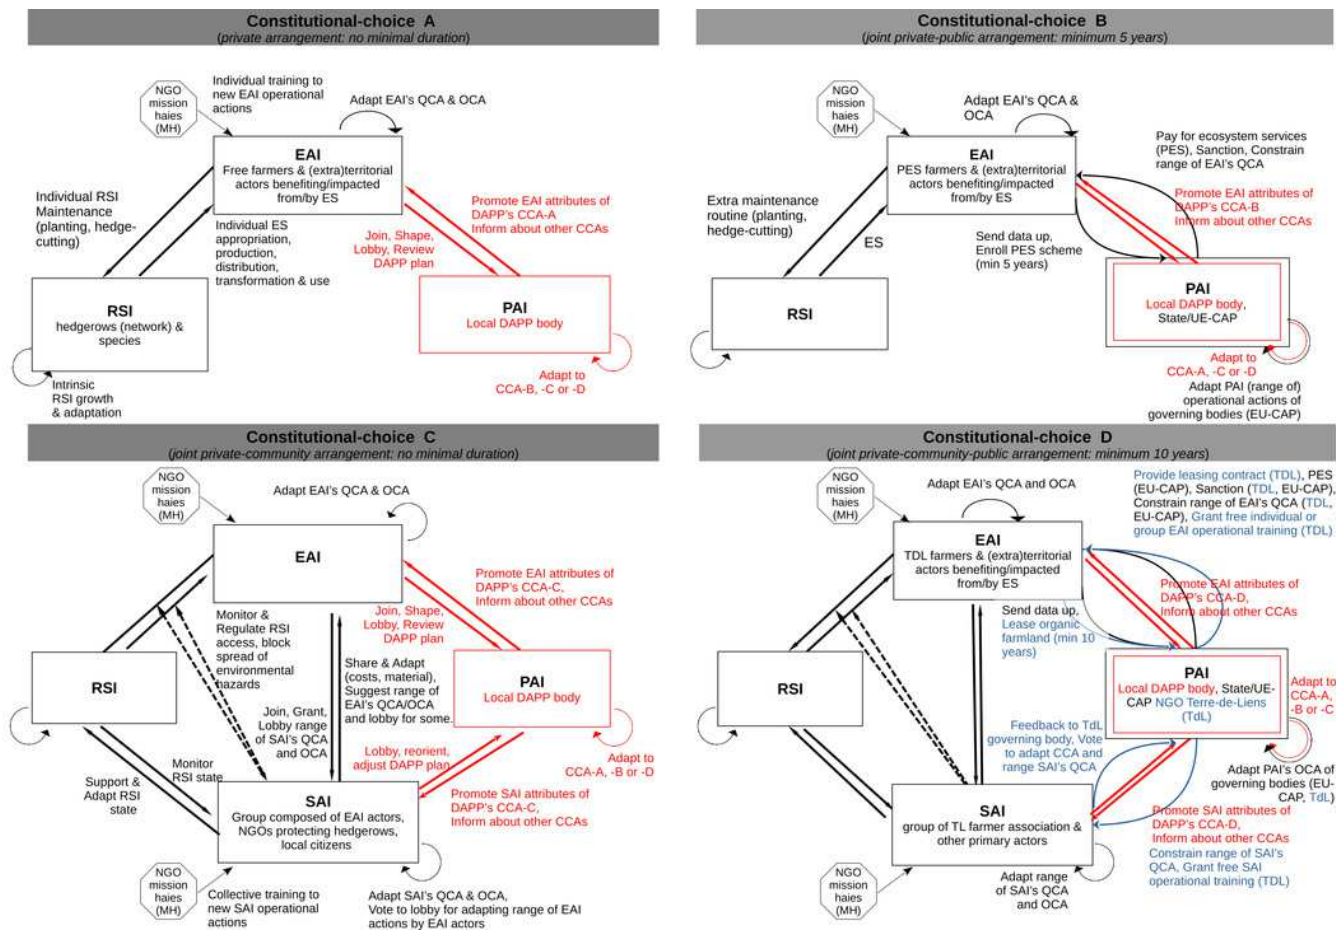 Constitutional-choice A
(private arrangement: no minimal duration)
NGO
mission
haies
(MH)
Individual training to
new EAI operational
actions
Adapt EAI's QCA & OCA
EAI
Free farmers & (extra)territorial
actors benefiting/impacted
from/by ES
Individual RSI
Maintenance
(planting, hedge-
cutting)
Individual ES
appropriation,
production,
distribution,
transformation & use
Promote EAI attributes of
DAPP's CCA-A
Inform about other CCAs
Join, Shape,
Lobby, Review
DAPP plan
RSI
hedgerows (network) &
species
PAI
Local DAPP body
Intrinsic
RSI growth
& adaptation
Adapt to
CCA-B, -C or -D
Constitutional-choice B
(joint private-public arrangement: minimum 5 years)
NGO
mission
haies
(MH)
Adapt EAI's QCA &
OCA
EAI
PES farmers & (extra)territorial
actors benefiting/impacted
from/by ES
Pay for ecosystem services
(PES), Sanction, Constrain
range of EAI's QCA
Promote EAI attributes of
DAPP's CCA-B
Inform about other CCAs
Extra maintenance
routine (planting,
hedge-cutting)
ES
Send data up,
Enroll PES scheme
(min 5 years)
RSI
PAI
Local DAPP body,
State/UE-CAP
Adapt to
CCA-A, -C or -D
Adapt PAI (range of)
operational actions of
governing bodies (EU-CAP)
Constitutional-choice C
(joint private-community arrangement: no minimal duration)
NGO
mission
haies
(MH)
Adapt EAI's QCA & OCA
EAI
Promote EAI attributes of
DAPP's CCA-C,
Inform about other CCAs
Join, Shape,
Lobby, Review
DAPP plan
Monitor &
Regulate RSI
access, block
spread of
environmental
hazards
RSI
Share & Adapt
(costs, material),
Suggest range of
EAI's QCA/OCA
and lobby for some.
PAI
Local DAPP body
Join, Grant,
Lobby range
of SAI's QCA
and OCA
Lobby, reorient,
adjust DAPP plan
Adapt to
CCA-A, -B or -D
Monitor
RSI state
Support &
Adapt RSI
state
SAI
Group composed of EAI actors,
NGOs protecting hedgerows,
local citizens
Promote SAI attributes of
DAPP's CCA-C,
Inform about other CCAs
NGO
mission
haies
(MH)
Collective training to
new SAI operational
actions
Adapt SAI's QCA & OCA,
Vote to lobby for adapting range of EAI
actions by EAI actors
Constitutional-choice D
(joint private-community-public arrangement: minimum 10 years)
NGO
mission
haies
(MH)
Adapt EAI's QCA and OCA
Provide leasing contract (TDL), PES
(EU-CAP), Sanction (TDL, EU-CAP),
Constrain range of EAI's QCA (TDL,
EU-CAP), Grant free individual or
group EAI operational training (TDL)
EAI
TDL farmers & (extra)territorial
actors benefiting/impacted
from/by ES
Promote EAI attributes of
DAPP's CCA-D,
Inform about other CCAs
Send data up,
Lease organic
farmland (min 10
years)
RSI
PAI
Local DAPP body, State/UE-
CAP NGO Terre-de-Liens
(TdL)
Adapt to
CCA-A,
-B or -C
Feedback to TdL
governing body, Vote
to adapt CCA and
range SAI's QCA
Adapt PAI's OCA of
governing bodies (EU-
CAP, TdL)
SAI
group of TL farmer association &
other primary actors
Promote SAI attributes of
DAPP's CCA-D,
Inform about other CCAs
Constrain range of SAI's
QCA, Grant free SAI
operational training (TDL)
NGO
mission
haies
(MH)
Adapt range
of SAI's QCA
and OCA